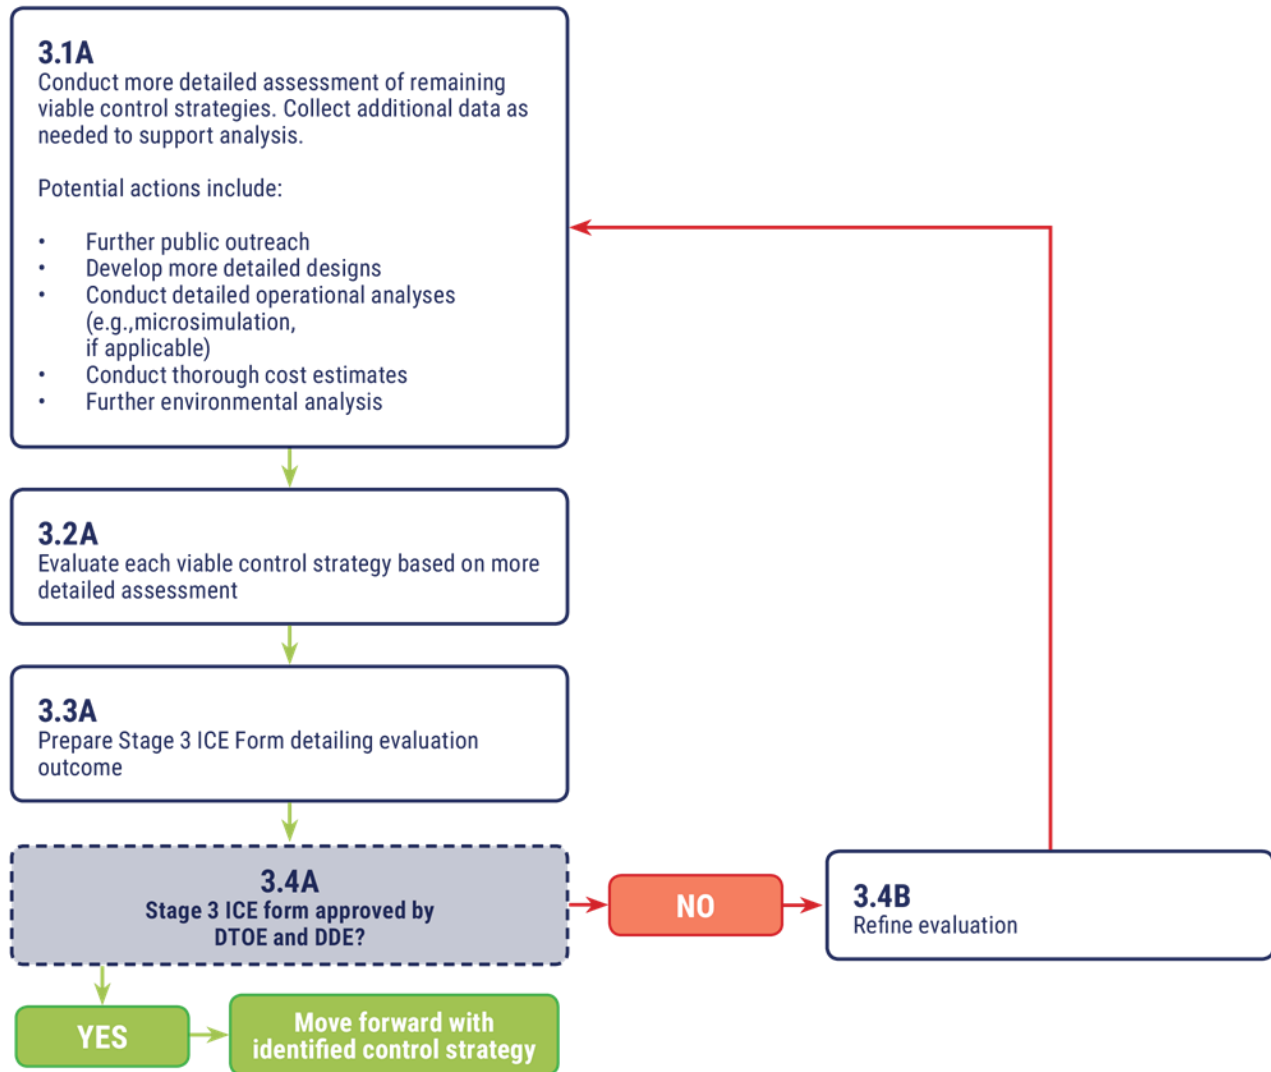 3.1A
Conduct more detailed assessment of remaining
viable control strategies. Collect additional data as
needed to support analysis.
Potential actions include:
• Further public outreach
• Develop more detailed designs
• Conduct detailed operational analyses
(e.g.,microsimulation,
if applicable)
• Conduct thorough cost estimates
• Further environmental analysis
3.2A
Evaluate each viable control strategy based on more
detailed assessment
3.3A
Prepare Stage 3 ICE Form detailing evaluation
outcome
3.4A
Stage 3 ICE form approved by
DTOE and DDE?
NO
3.4B
Refine evaluation
YES
Move forward with
identified control strategy